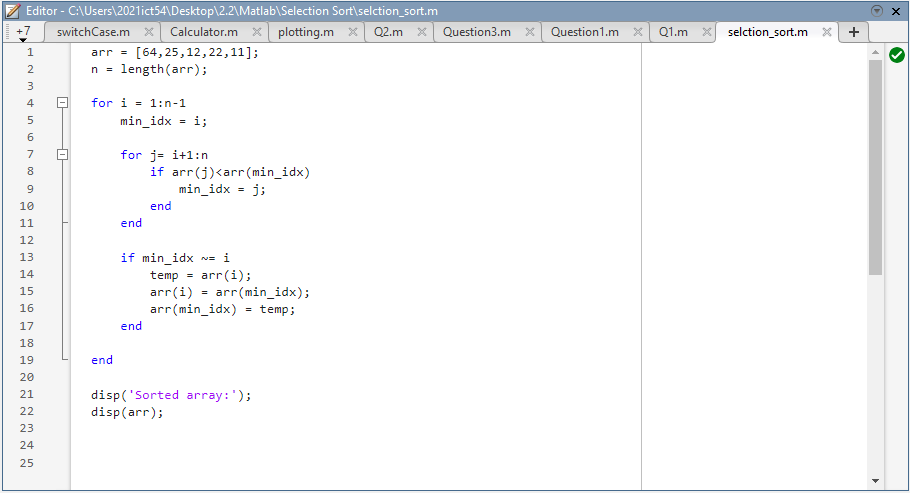 Editor - C:\Users\2021ict54\Desktop\2.2\Matlab\Selection Sort\selction_sort.m
+7 switchCase.m Calculator.m plotting.m Q2.m Question3.m Question1.m Q1.m selction_sort.m +
1 arr = [64,25,12,22,11];
2 n = length(arr);
3
4 for i = 1:n-1
5 min_idx = i;
6
7 for j= i+1:n
8 if arr(j)<arr(min_idx)
9 min_idx = j;
10 end
11 end
12
13 if min_idx ~= i
14 temp = arr(i);
15 arr(i) = arr(min_idx);
16 arr(min_idx) = temp;
17 end
18
19 end
20
21 disp('Sorted array:');
22 disp(arr);
23
24
25